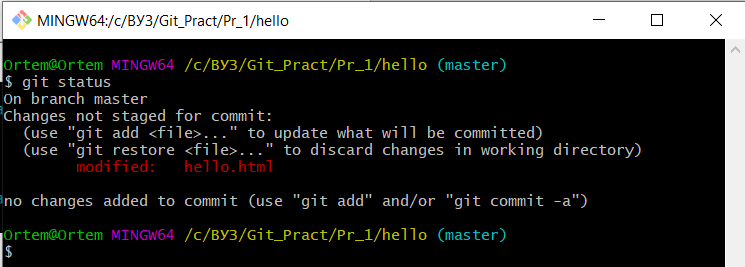 MINGW64:/c/ВУЗ/Git_Pract/Pr_1/hello
Ortem@Ortem MINGW64 /c/ВУЗ/Git_Pract/Pr_1/hello (master)
$ git status
On branch master
Changes not staged for commit:
  (use "git add <file>..." to update what will be committed)
  (use "git restore <file>..." to discard changes in working directory)
        modified:   hello.html
no changes added to commit (use "git add" and/or "git commit -a")
Ortem@Ortem MINGW64 /c/ВУЗ/Git_Pract/Pr_1/hello (master)
$